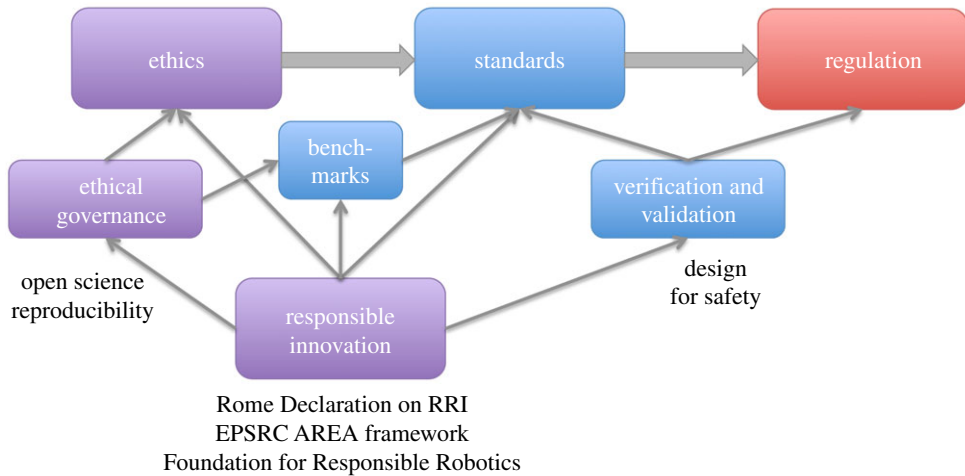 ethics
standards
regulation
bench-
marks
ethical
governance
verification and
validation
open science
reproducibility
design
for safety
responsible
innovation
Rome Declaration on RRI
EPSRC AREA framework
Foundation for Responsible Robotics